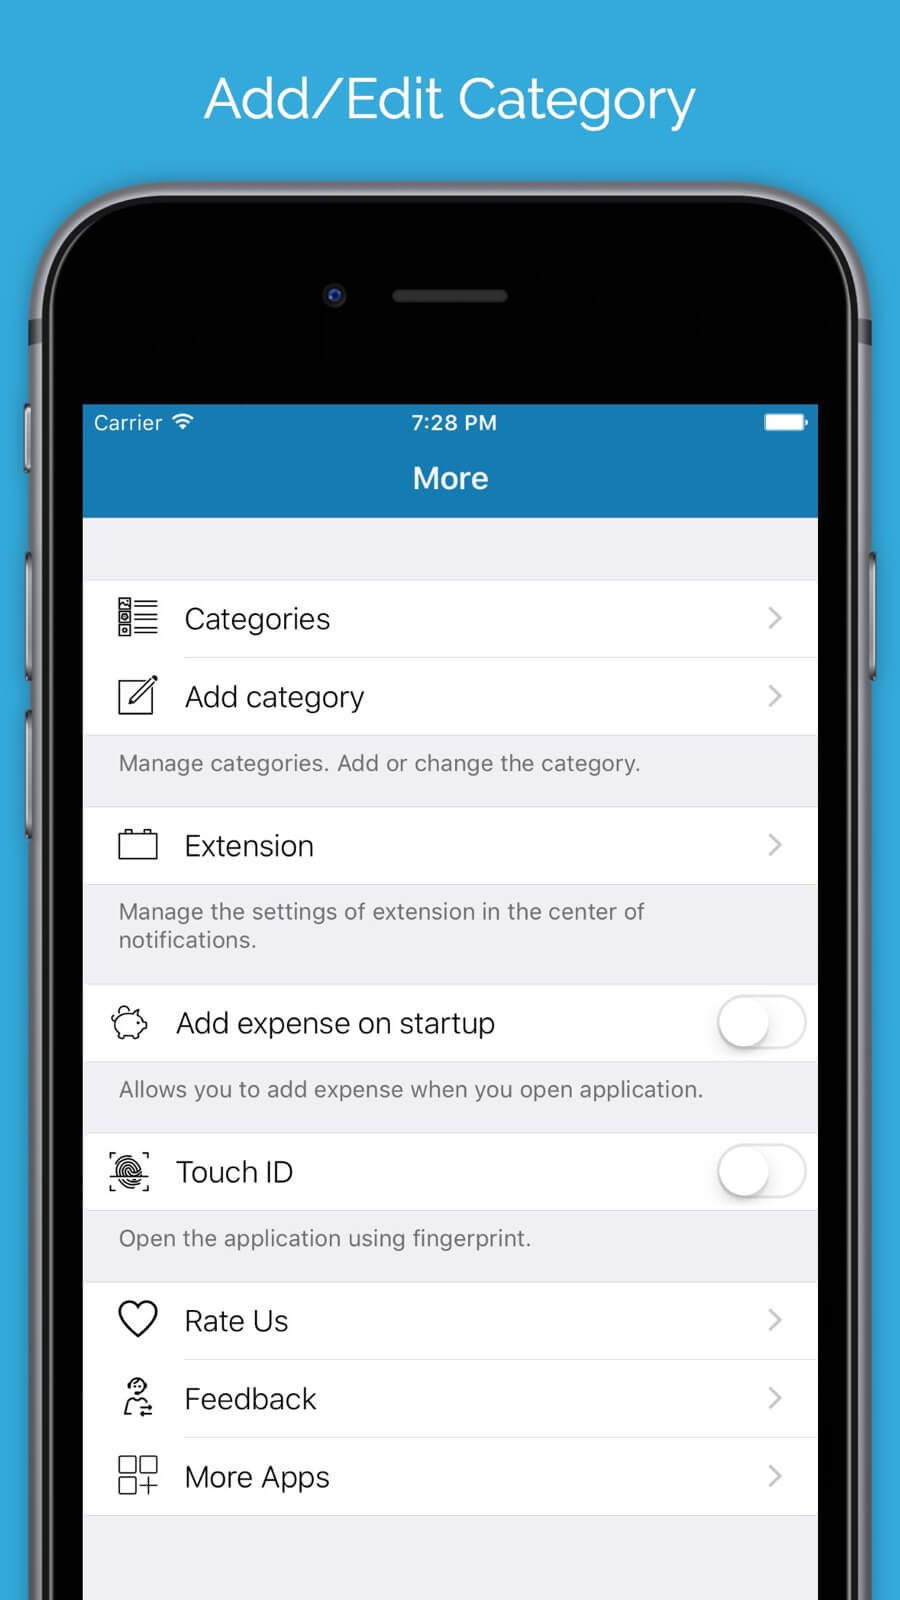 Add/Edit Category
Carrier
7:28 PM
More
Categories
Add category
Manage categories. Add or change the category.
Extension
Manage the settings of extension in the center of
notifications.
Add expense on startup
Allows you to add expense when you open application.
Touch ID
Open the application using fingerprint.
Rate Us
Feedback
More Apps